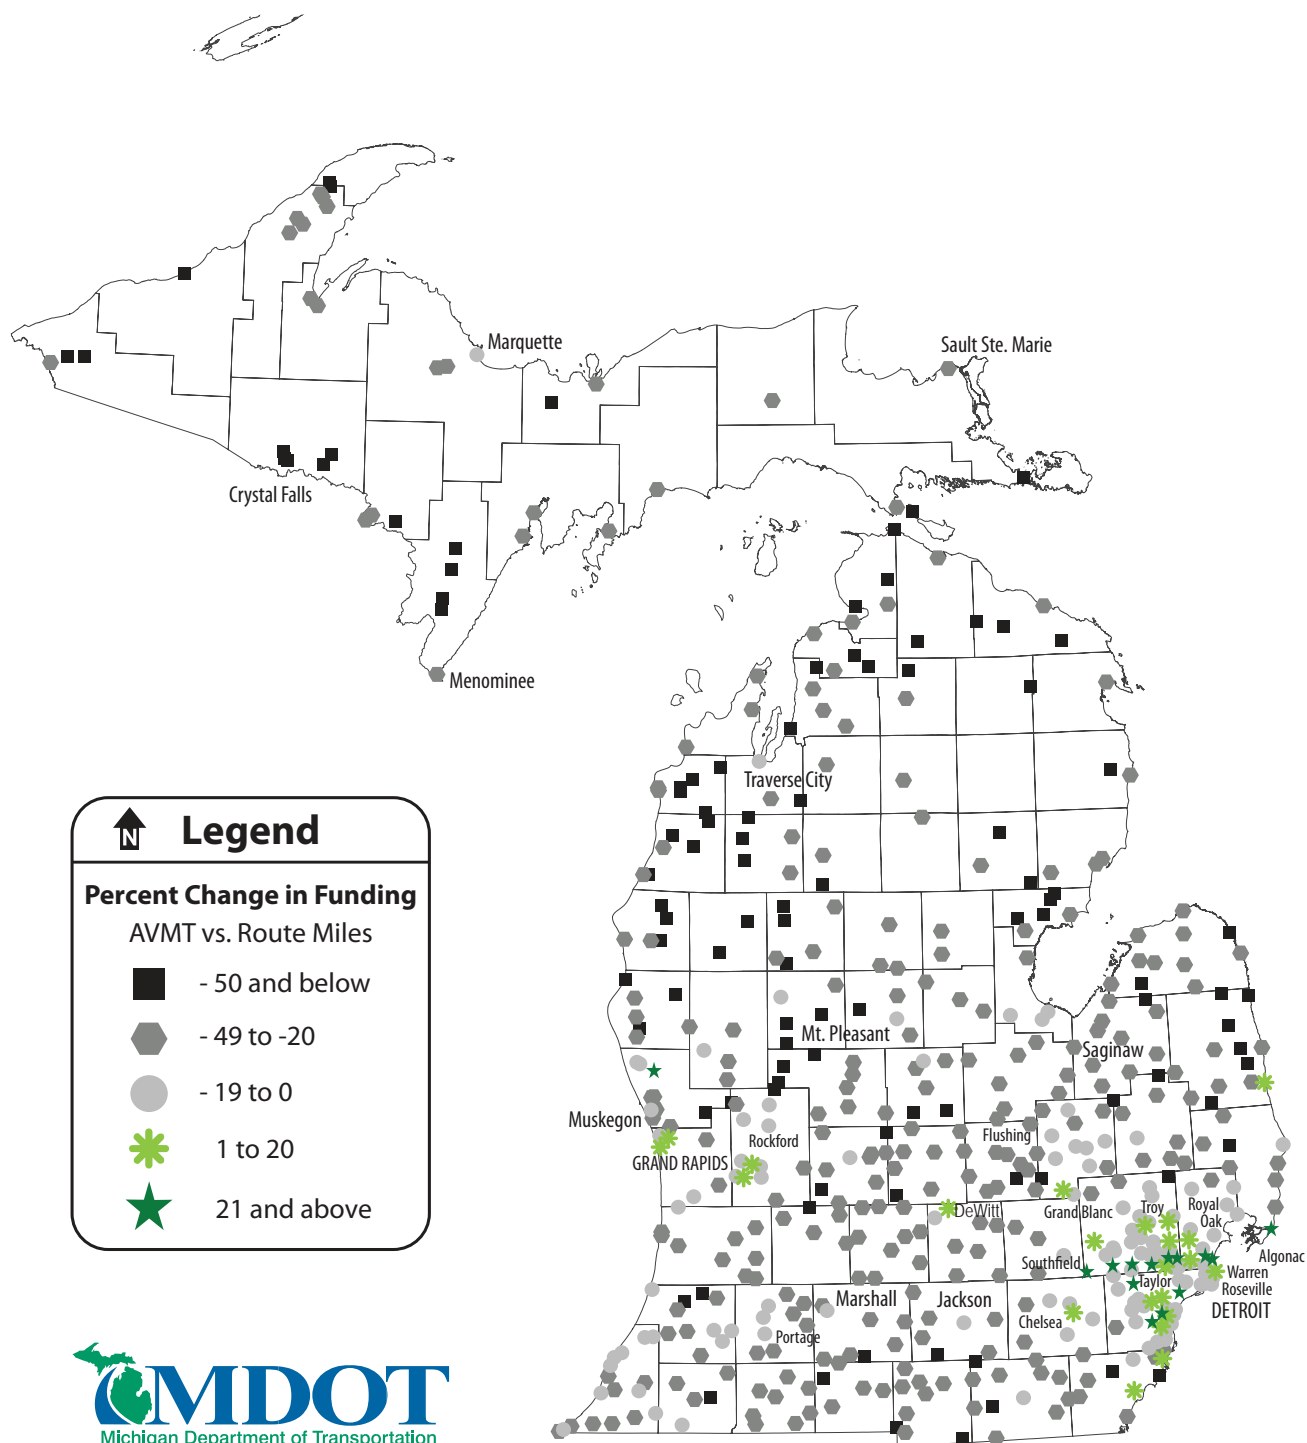 Marquette
Sault Ste. Marie
Crystal Falls
Menominee
Traverse City
N
Legend
Percent Change in Funding
AVMT vs. Route Miles
- 50 and below
- 49 to -20
- 19 to 0
1 to 20
21 and above
Mt. Pleasant
Saginaw
Muskegon
Rockford
Flushing
GRAND RAPIDS
DeWitt
Grand Blanc
Troy
Royal
Oak
Southfield
Algonac
Taylor
Warren
Roseville
DETROIT
Marshall
Jackson
Chelsea
Portage
MDOT
Michigan Department of Transportation